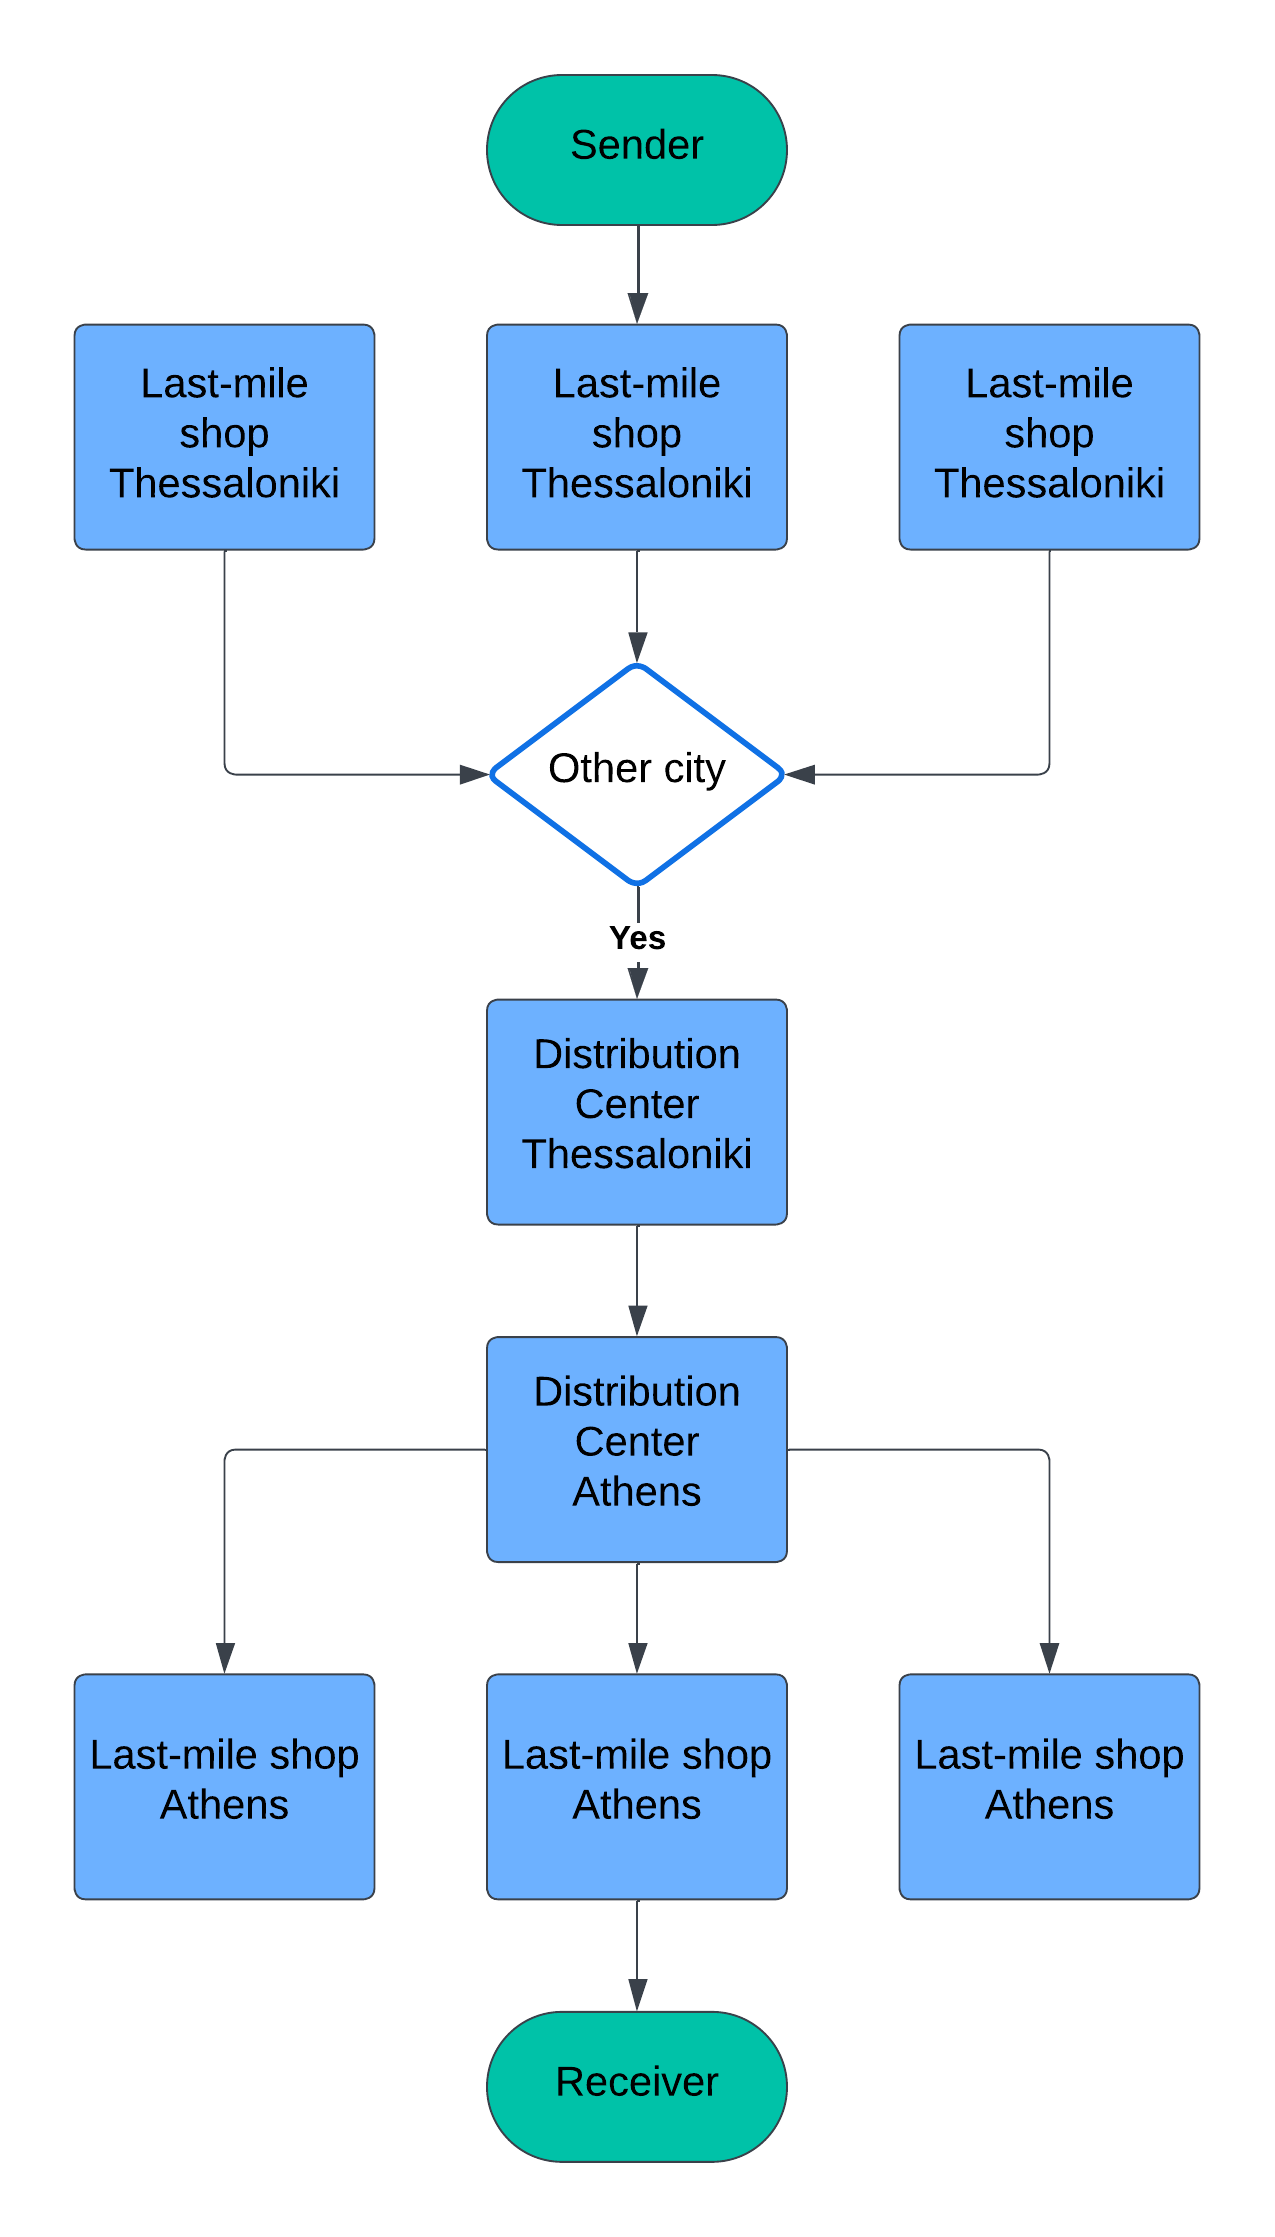 Sender
Last-mile
shop
Thessaloniki
Last-mile
shop
Thessaloniki
Last-mile
shop
Thessaloniki
Other city
Yes
Distribution
Center
Thessaloniki
Distribution
Center
Athens
Last-mile shop
Athens
Last-mile shop
Athens
Last-mile shop
Athens
Receiver